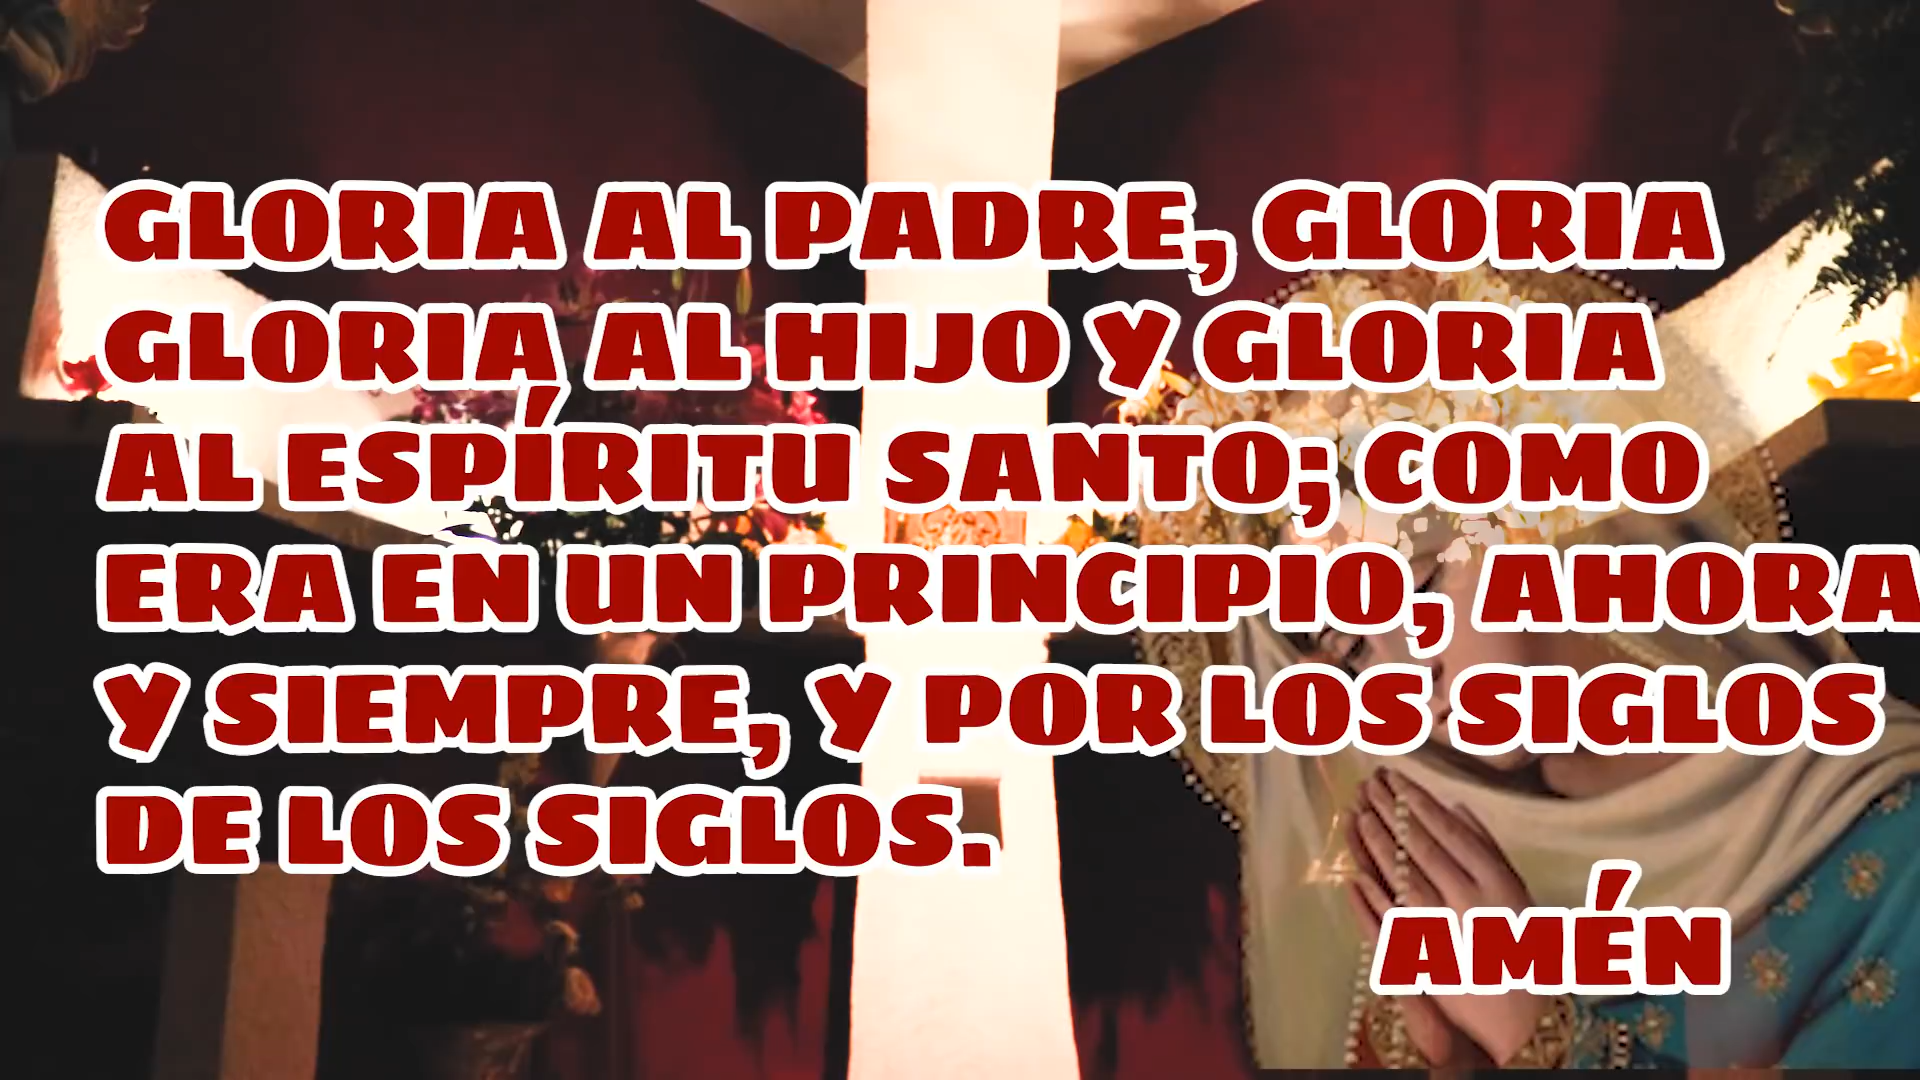 GLORIA AL PADRE, GLORIA
GLORIA AL HIJO Y GLORIA
AL ESPÍRITU SANTO; COMO
ERA EN UN PRINCIPIO, AHORA
Y SIEMPRE, Y POR LOS SIGLOS
DE LOS SIGLOS.
AMÉN